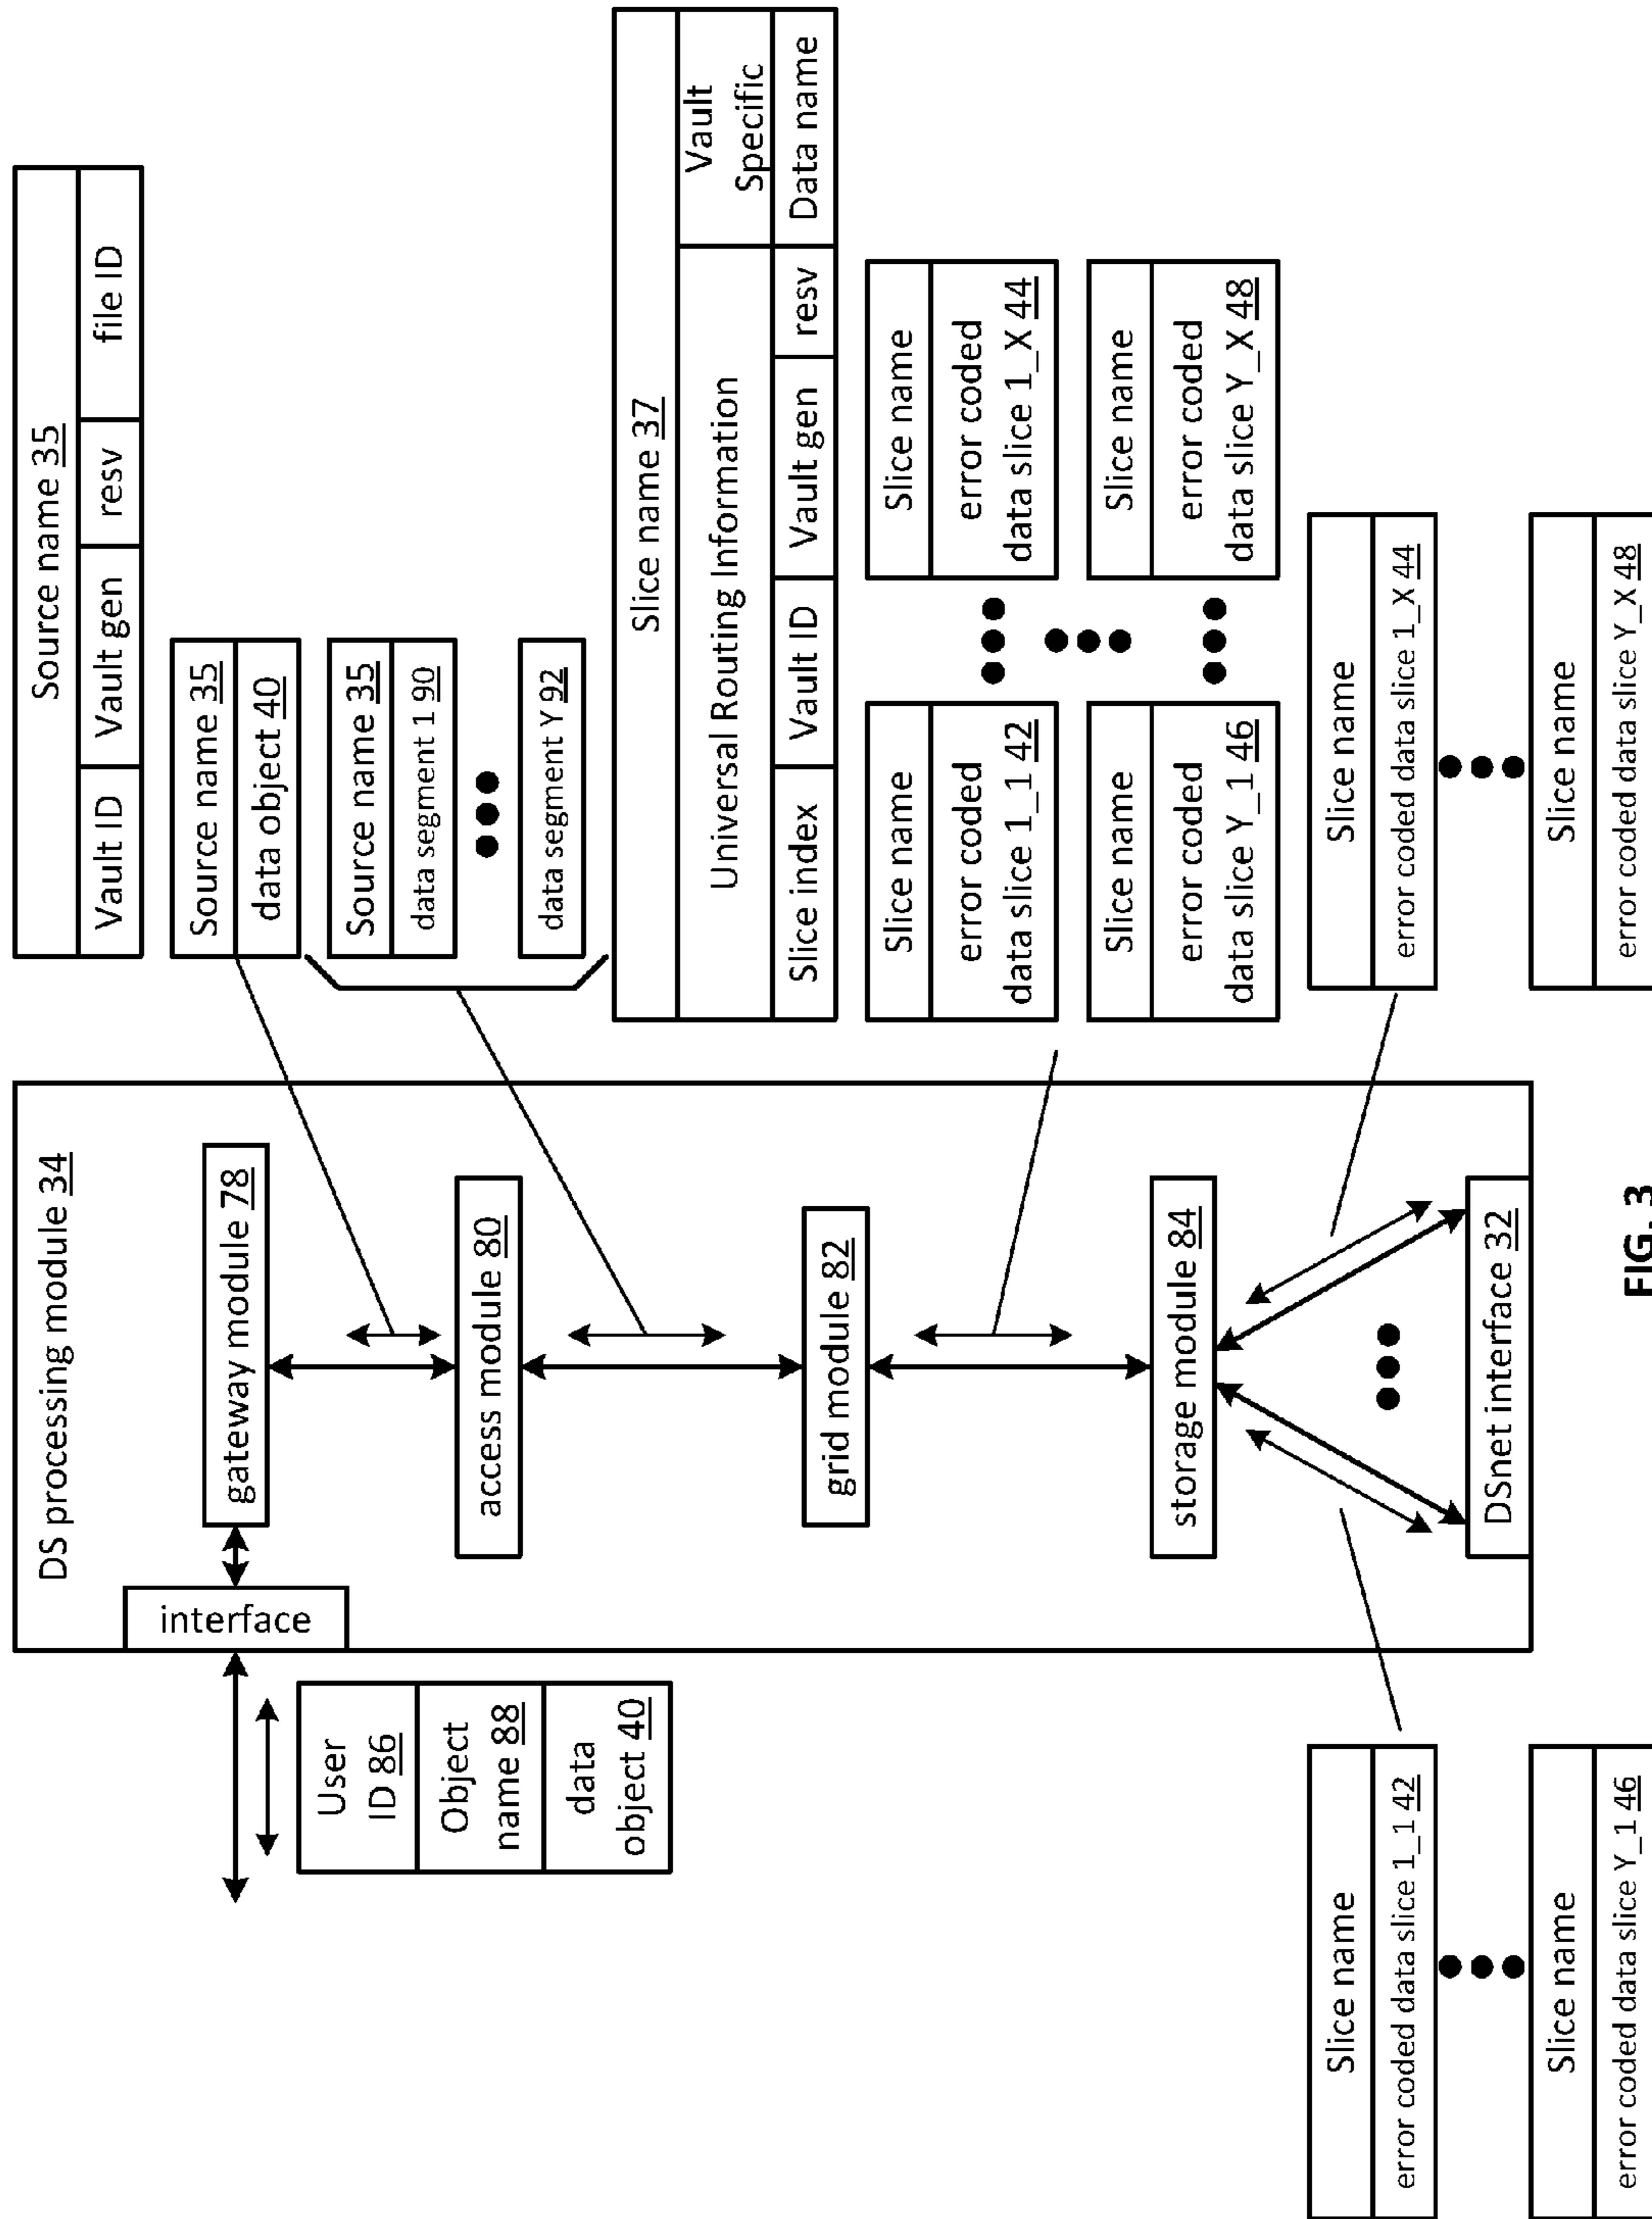 DS processing module 34
interface
gateway module 78
access module 80
grid module 82
storage module 84
DSnet interface 32
User
ID 86
Object
name 88
data
object 40
Source name 35
Vault ID
Vault gen
resv
file ID
Source name 35
data object 40
Source name 35
data segment 1 90
data segment Y 92
Slice name 37
Universal Routing Information
Vault
Specific
Slice index
Vault ID
Vault gen
resv
Data name
Slice name
error coded
data slice 1_1 42
Slice name
error coded
data slice 1_X 44
Slice name
error coded
data slice Y_1 46
Slice name
error coded
data slice Y_X 48
Slice name
error coded data slice 1_1 42
Slice name
error coded data slice Y_1 46
Slice name
error coded data slice 1_X 44
Slice name
error coded data slice Y_X 48
FIG. 3